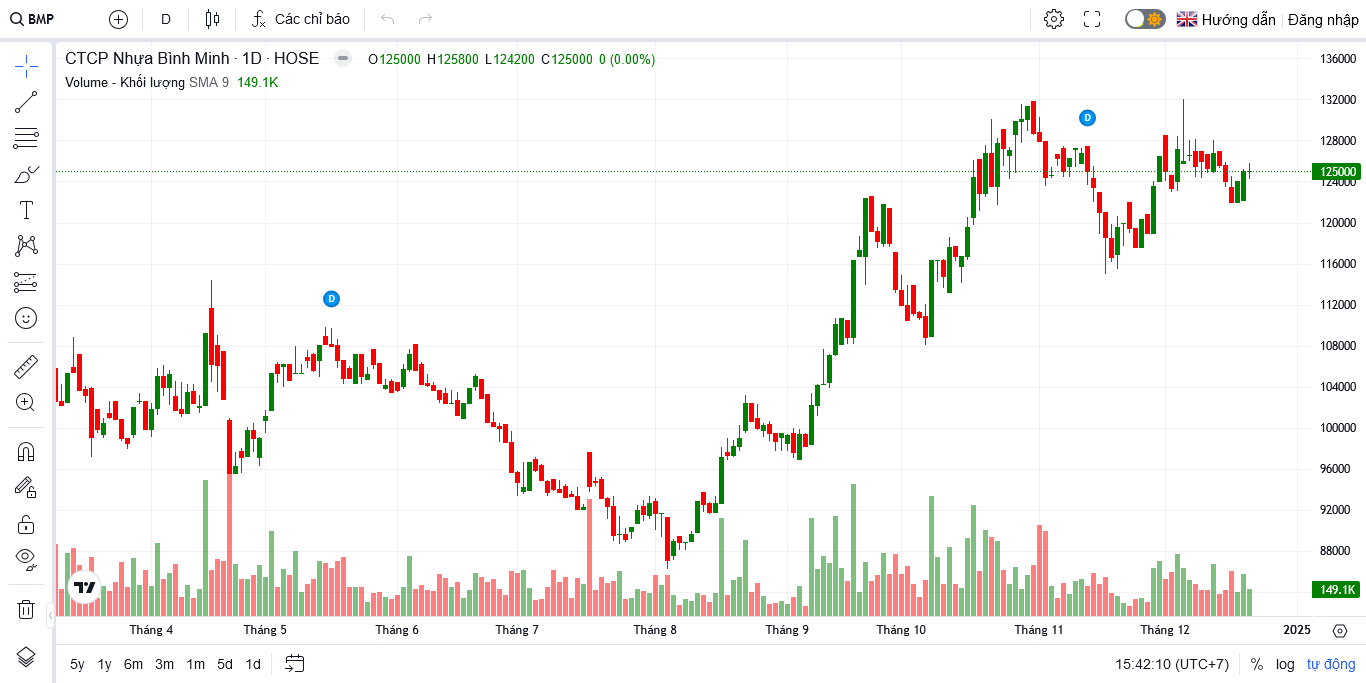 BMP D Các chỉ báo Hướng dẫn Đăng nhập
CTCP Nhựa Bình Minh · 1D · HOSE O125000 H125800 L124200 C125000 0 (0.00%)
Volume - Khối lượng SMA 9 149.1K
136000
132000
D
128000
125000
124000
120000
116000
D
112000
108000
104000
100000
96000
92000
88000
149.1K
Tháng 4 Tháng 5 Tháng 6 Tháng 7 Tháng 8 Tháng 9 Tháng 10 Tháng 11 Tháng 12 2025
5y 1y 6m 3m 1m 5d 1d 15:42:10 (UTC+7) % log tự động